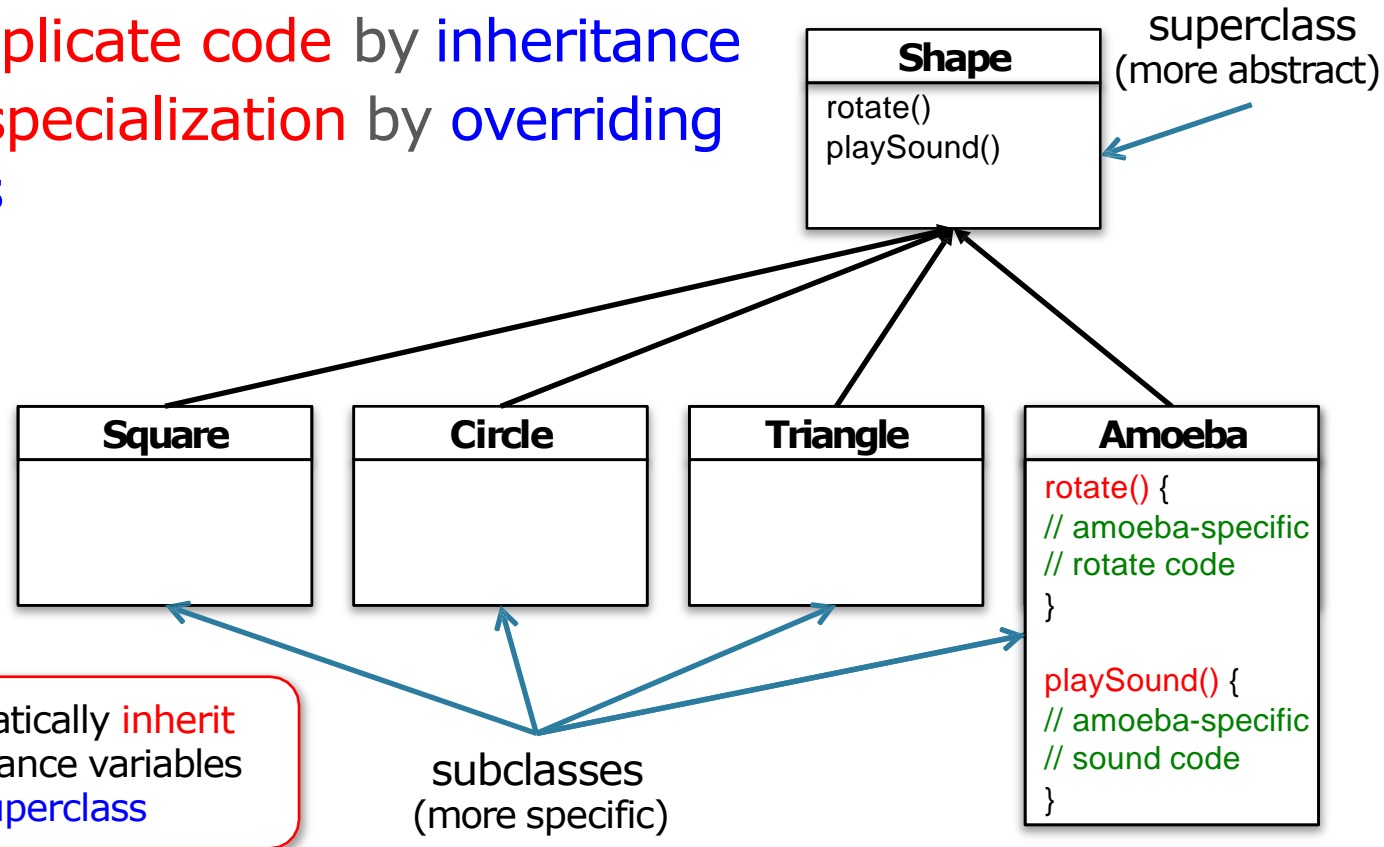 plicate code by inheritance
specialization by overriding
s
superclass
(more abstract)
Shape
rotate()
playSound()
Square
Circle
Triangle
Amoeba
rotate() {
// amoeba-specific
// rotate code
}
playSound() {
// amoeba-specific
// sound code
}
atically inherit
ance variables
uperclass
subclasses
(more specific)